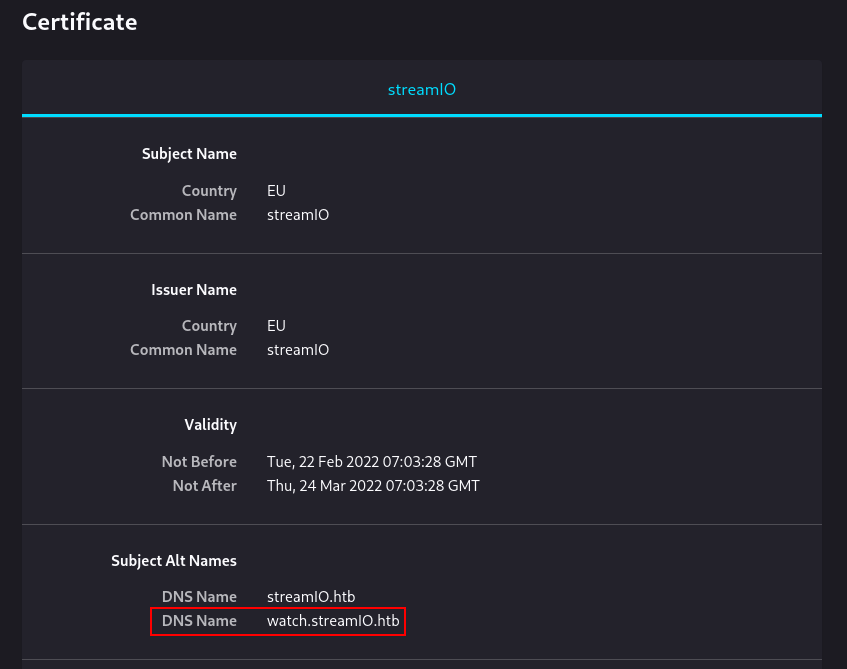 Certificate
streamIO
Subject Name
Country EU
Common Name streamIO
Issuer Name
Country EU
Common Name streamIO
Validity
Not Before Tue, 22 Feb 2022 07:03:28 GMT
Not After Thu, 24 Mar 2022 07:03:28 GMT
Subject Alt Names
DNS Name streamIO.htb
DNS Name watch.streamIO.htb